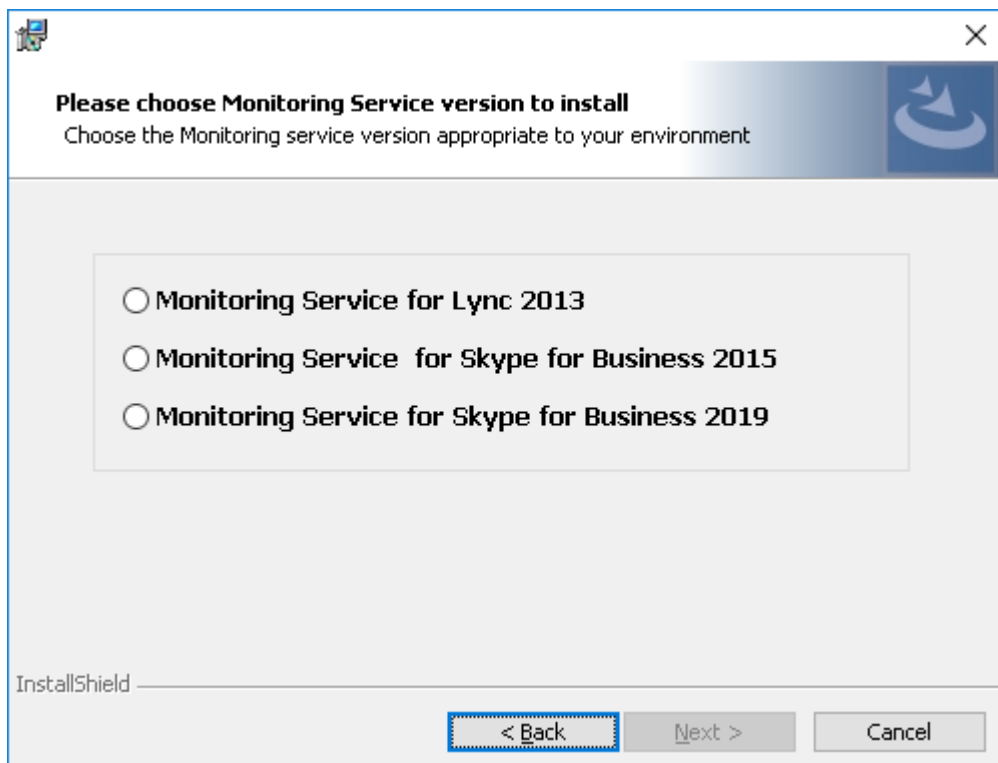 Please choose Monitoring Service version to install
Choose the Monitoring service version appropriate to your environment
Monitoring Service for Lync 2013
Monitoring Service  for Skype for Business 2015
Monitoring Service for Skype for Business 2019
InstallShield
< Back
Next >
Cancel